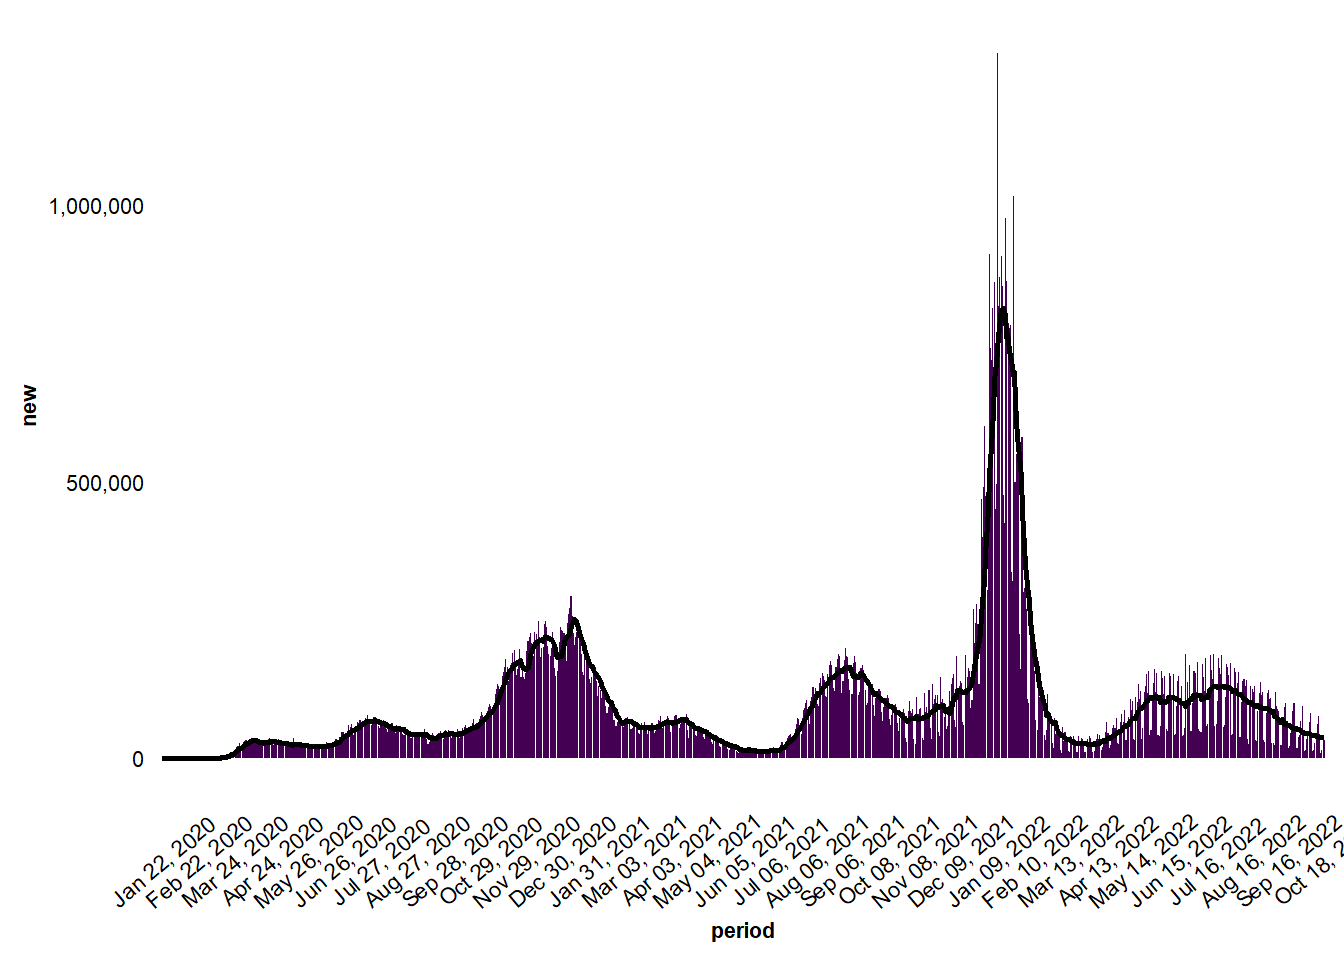 1,000,000
new
500,000
0
Jan 22, 2020
Feb 22, 2020
Mar 24, 2020
Apr 24, 2020
May 26, 2020
Jun 26, 2020
Jul 27, 2020
Aug 27, 2020
Sep 28, 2020
Oct 29, 2020
Nov 29, 2020
Dec 30, 2020
Jan 31, 2021
Mar 03, 2021
Apr 03, 2021
May 04, 2021
Jun 05, 2021
Jul 06, 2021
Aug 06, 2021
Sep 06, 2021
Oct 08, 2021
Nov 08, 2021
Dec 09, 2021
Jan 09, 2022
Feb 10, 2022
Mar 13, 2022
Apr 13, 2022
May 14, 2022
Jun 15, 2022
Jul 16, 2022
Aug 16, 2022
Sep 16, 2022
Oct 18, 2
period